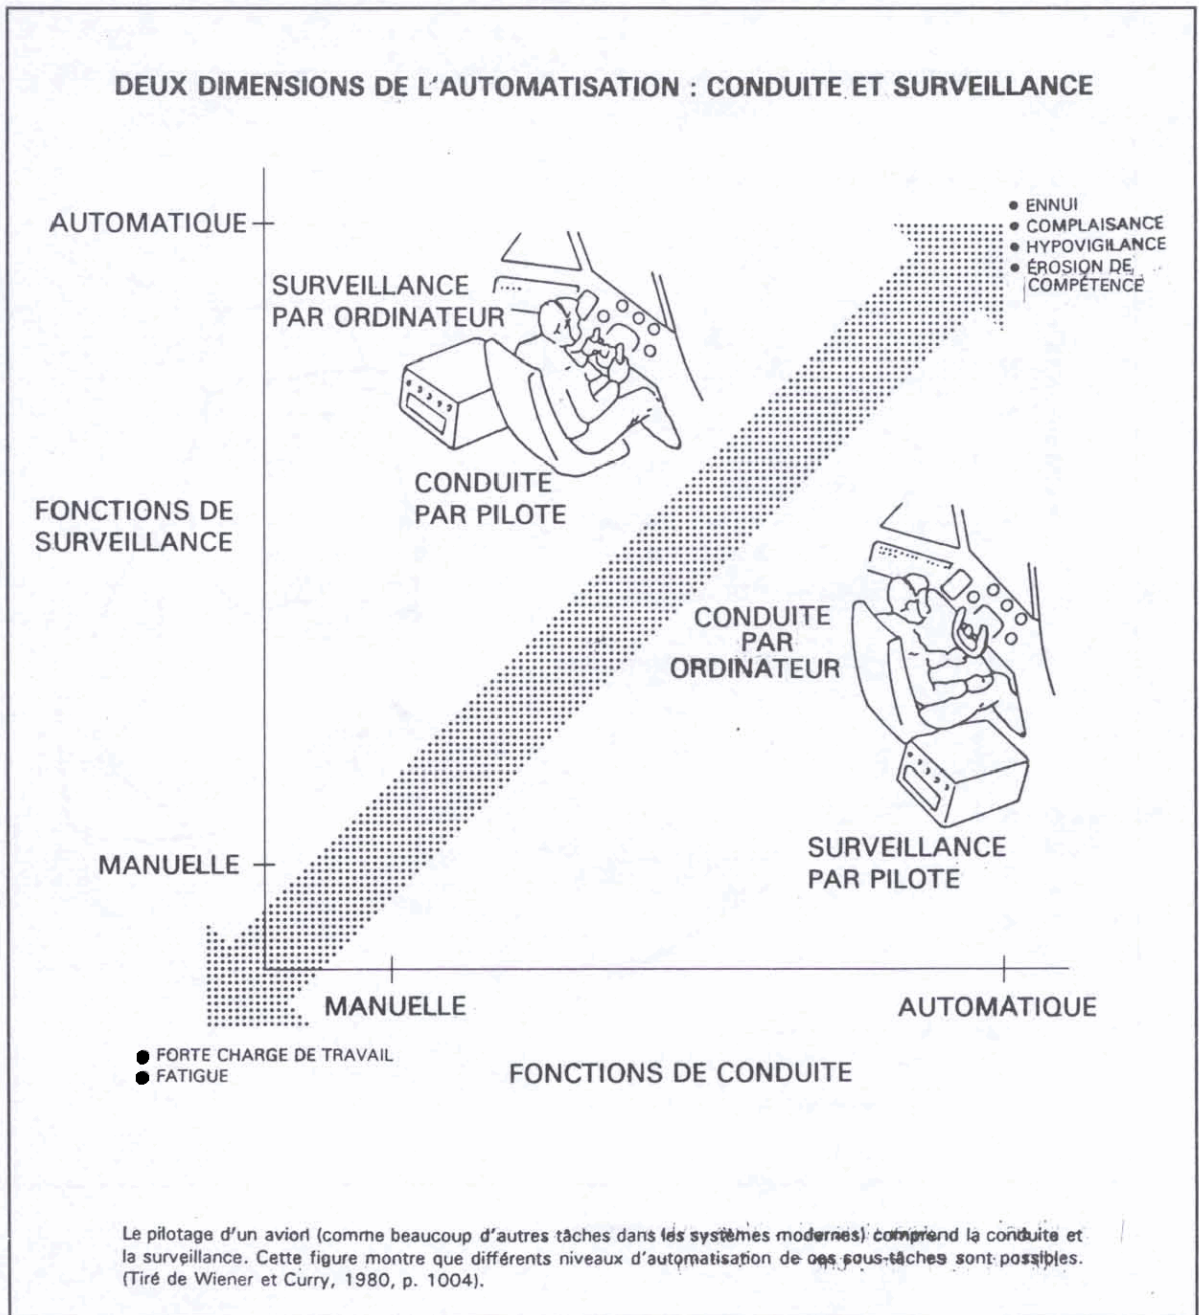 DEUX DIMENSIONS DE L'AUTOMATISATION : CONDUITE ET SURVEILLANCE
AUTOMATIQUE
• ENNUI
• COMPLAISANCE
• HYPOVIGILANCE
• ÉROSION DE
COMPÉTENCE
SURVEILLANCE
PAR ORDINATEUR
CONDUITE
PAR PILOTE
FONCTIONS DE
SURVEILLANCE
CONDUITE
PAR
ORDINATEUR
SURVEILLANCE
PAR PILOTE
MANUELLE
MANUELLE
AUTOMATIQUE
• FORTE CHARGE DE TRAVAIL
• FATIGUE
FONCTIONS DE CONDUITE
Le pilotage d'un avion (comme beaucoup d'autres tâches dans les systèmes modernes) comprend la conduite et
la surveillance. Cette figure montre que différents niveaux d'automatisation de ces sous-tâches sont possibles.
(Tiré de Wiener et Curry, 1980, p. 1004).